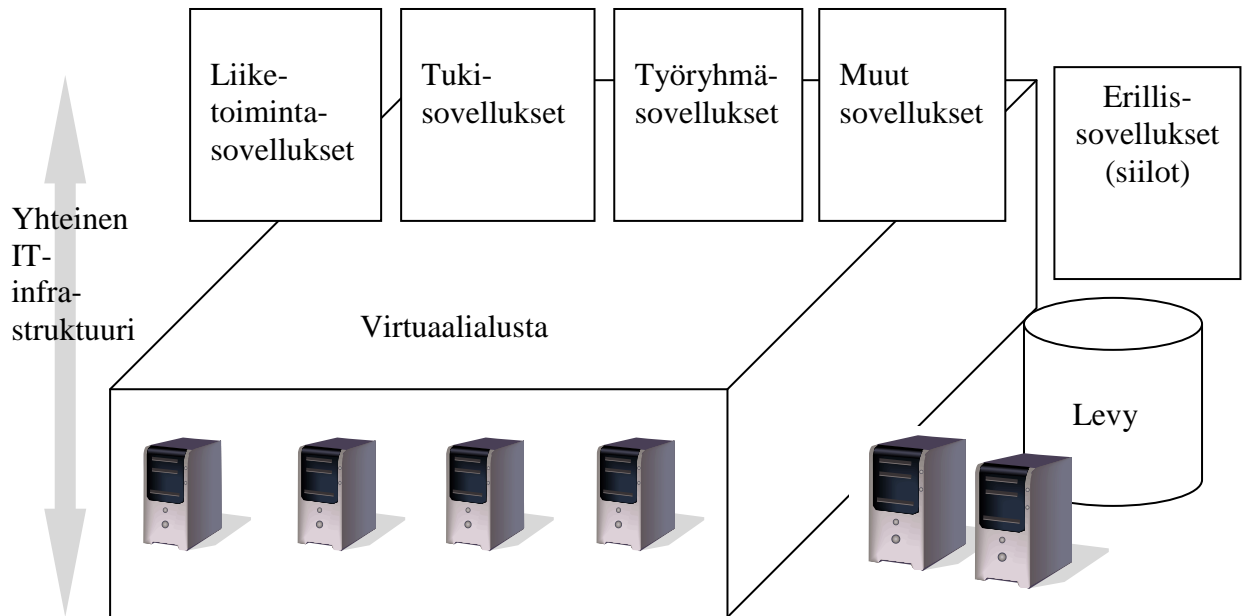 Liike-
toiminta-
sovellukset
Tuki-
sovellukset
Työryhmä-
sovellukset
Muut
sovellukset
Erillis-
sovellukset
(siilot)
Yhteinen
IT-
infra-
struktuuri
Virtuaalialusta
Levy